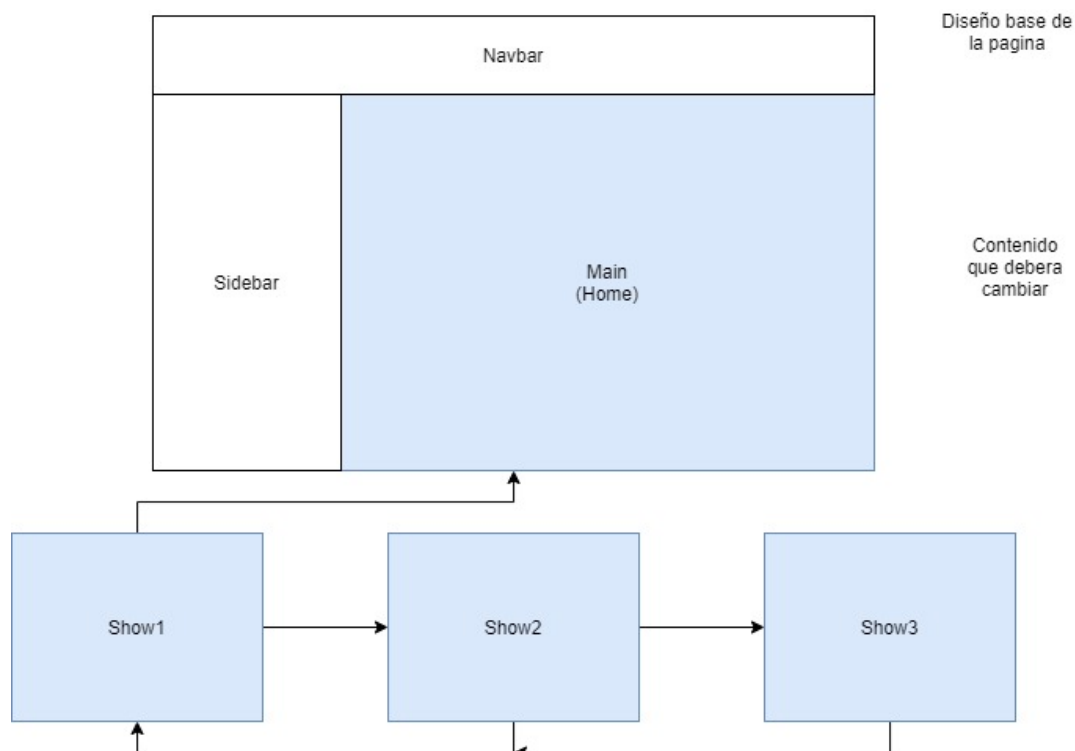 Diseño base de
la pagina
Navbar
Sidebar
Main
(Home)
Contenido
que debera
cambiar
Show1
Show2
Show3